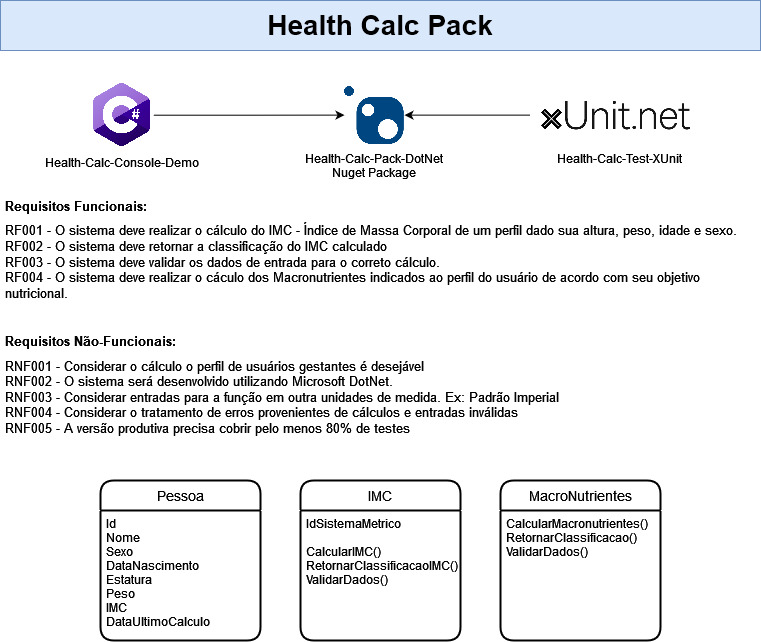 Health Calc Pack
C#
xUnit.net
Health-Calc-Console-Demo
Health-Calc-Pack-DotNet
Nuget Package
Health-Calc-Test-XUnit
Requisitos Funcionais:
RF001 - O sistema deve realizar o cálculo do IMC - Índice de Massa Corporal de um perfil dado sua altura, peso, idade e sexo.
RF002 - O sistema deve retornar a classificação do IMC calculado
RF003 - O sistema deve validar os dados de entrada para o correto cálculo.
RF004 - O sistema deve realizar o cáculo dos Macronutrientes indicados ao perfil do usuário de acordo com seu objetivo
nutricional.
Requisitos Não-Funcionais:
RNF001 - Considerar o cálculo o perfil de usuários gestantes é desejável
RNF002 - O sistema será desenvolvido utilizando Microsoft DotNet.
RNF003 - Considerar entradas para a função em outra unidades de medida. Ex: Padrão Imperial
RNF004 - Considerar o tratamento de erros provenientes de cálculos e entradas inválidas
RNF005 - A versão produtiva precisa cobrir pelo menos 80% de testes
Pessoa
Id
Nome
Sexo
DataNascimento
Estatura
Peso
IMC
DataUltimoCalculo
IMC
IdSistemaMetrico
CalcularIMC()
RetornarClassificacaoIMC()
ValidarDados()
MacroNutrientes
CalcularMacronutrientes()
RetornarClassificacao()
ValidarDados()